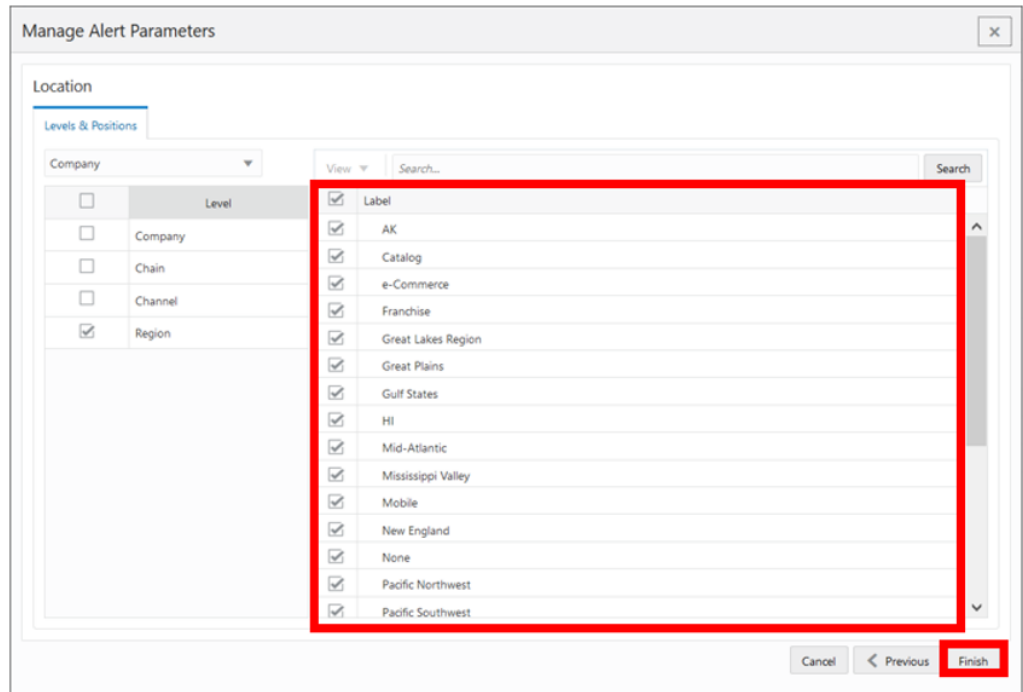 Manage Alert Parameters
Location
Levels & Positions
Company
View
Search...
Search
Level
Company
Chain
Channel
Region
Label
AK
Catalog
e-Commerce
Franchise
Great Lakes Region
Great Plains
Gulf States
HI
Mid-Atlantic
Mississippi Valley
Mobile
New England
None
Pacific Northwest
Pacific Southwest
Cancel
Previous
Finish